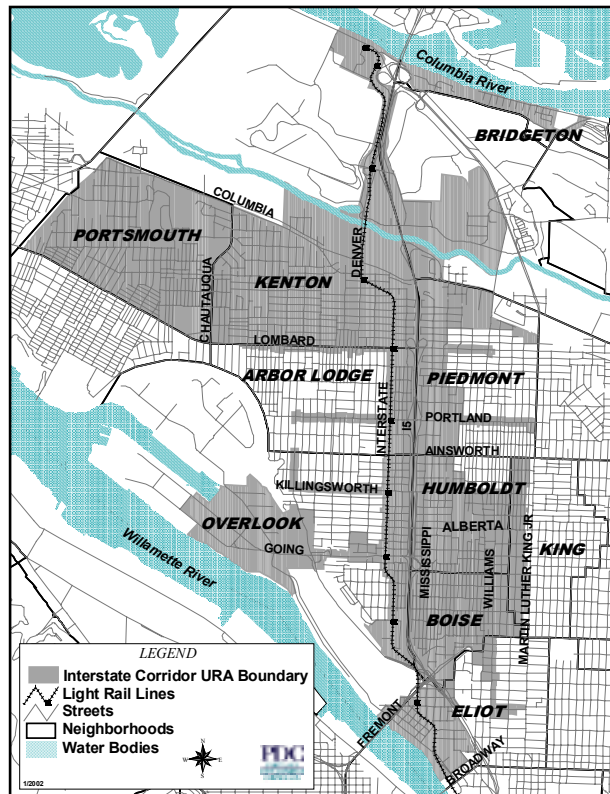 Columbia River
BRIDGETON
COLUMBIA
PORTSMOUTH
DENVER
CHAUTAUQUA
KENTON
LOMBARD
ARBOR LODGE
PIEDMONT
INTERSTATE
I5
PORTLAND
AINSWORTH
KILLINGSWORTH
HUMBOLDT
OVERLOOK
ALBERTA
KING
GOING
Willamette River
MISSISSIPPI
WILLIAMS
MARTIN LUTHER KING JR
BOISE
FREMONT
ELIOT
BROADWAY
LEGEND
Interstate Corridor URA Boundary
Light Rail Lines
Streets
Neighborhoods
Water Bodies
N
W E
S
PDC
1/2002